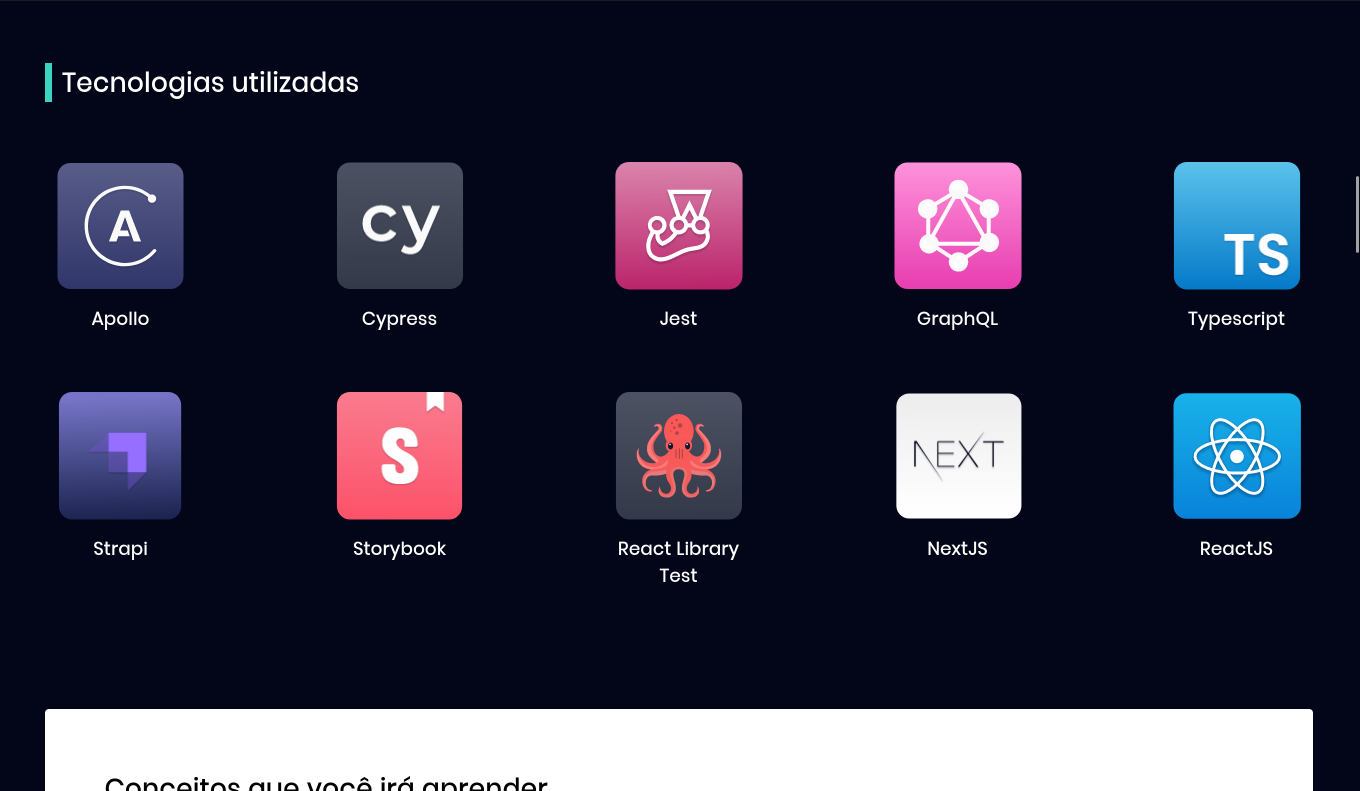 Tecnologias utilizadas
A
cy
TS
Apollo
Cypress
Jest
GraphQL
Typescript
S
NEXT
Strapi
Storybook
React Library
Test
NextJS
ReactJS
Conceitos que você irá aprender